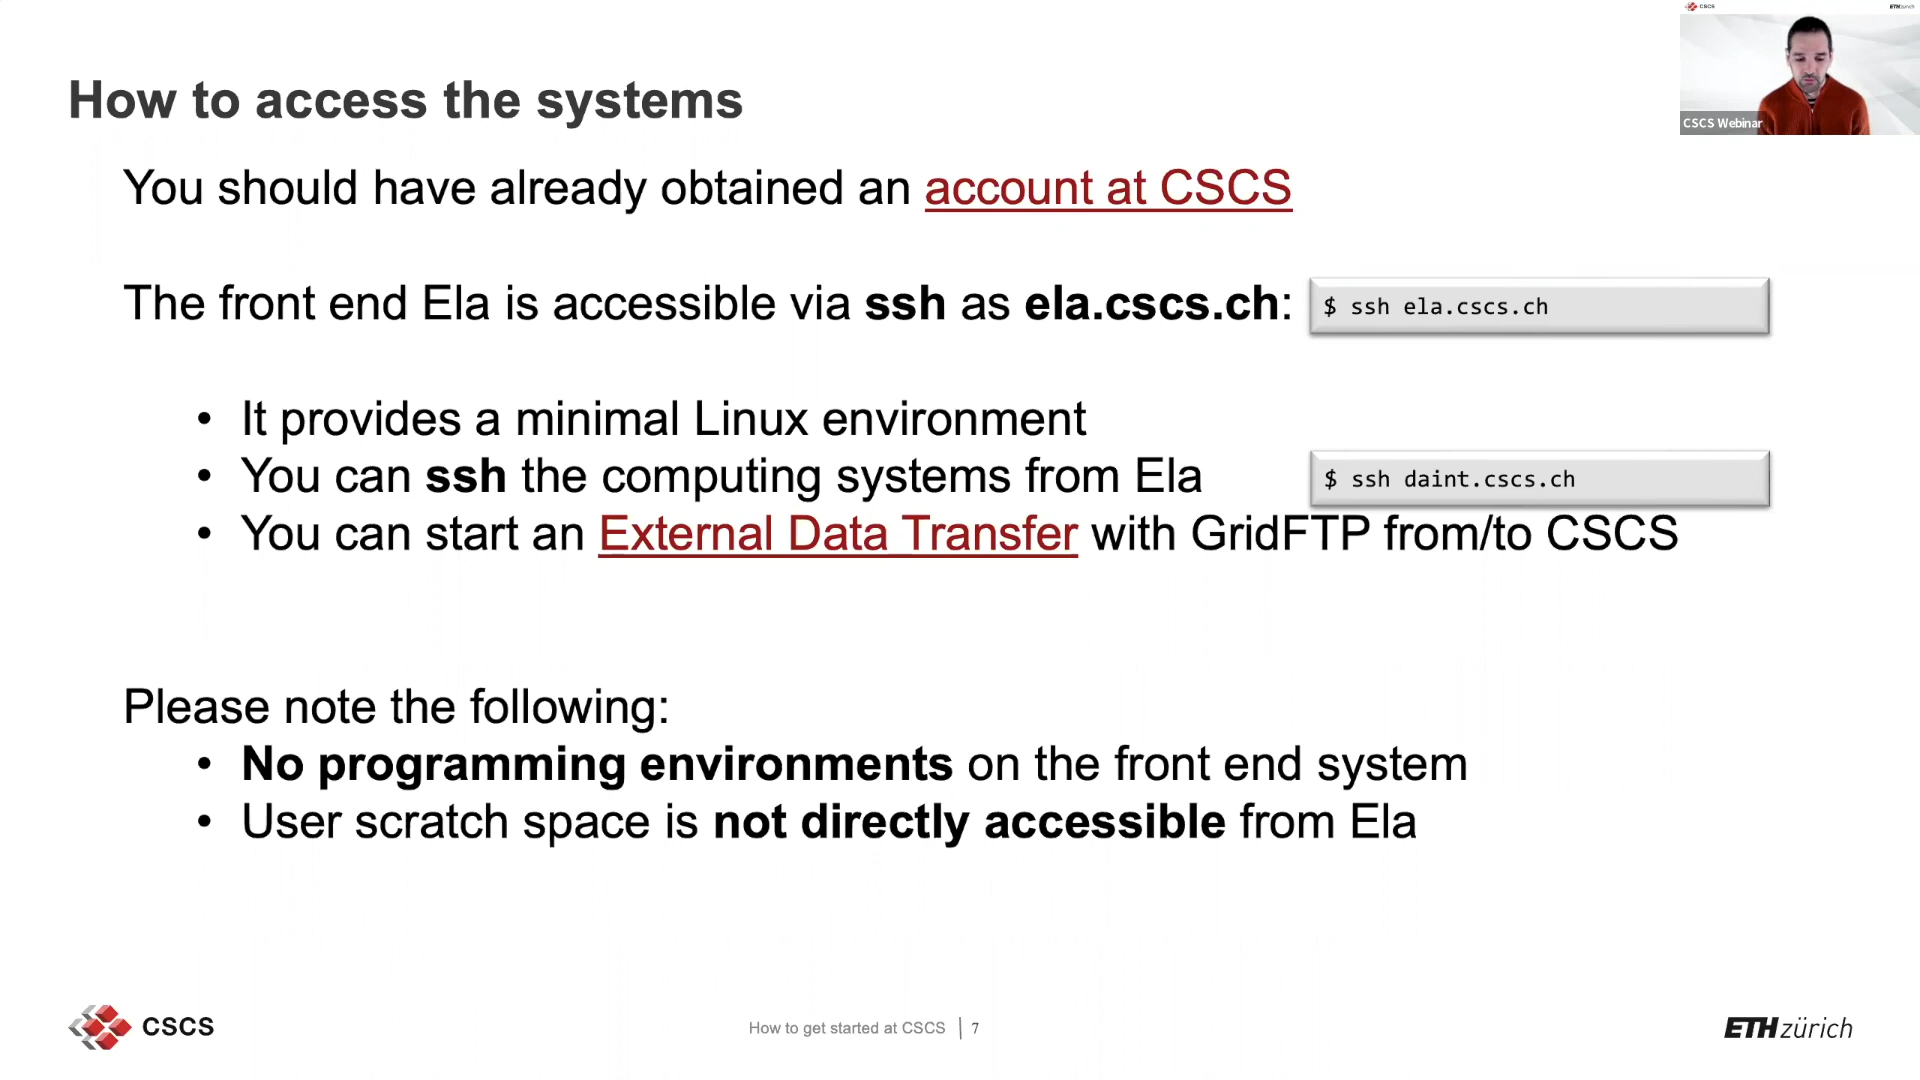 CSCS
ETHzürich
CSCS Webinar
How to access the systems
You should have already obtained an account at CSCS
The front end Ela is accessible via ssh as ela.cscs.ch:
$ ssh ela.cscs.ch
• It provides a minimal Linux environment
• You can ssh the computing systems from Ela
$ ssh daint.cscs.ch
• You can start an External Data Transfer with GridFTP from/to CSCS
Please note the following:
• No programming environments on the front end system
• User scratch space is not directly accessible from Ela
CSCS
How to get started at CSCS | 7
ETHzürich